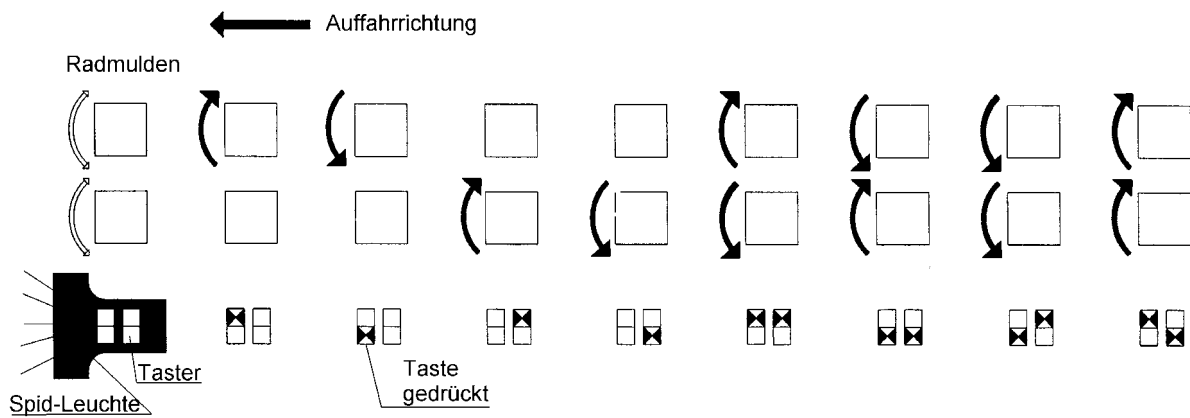 Auffahrrichtung
Radmulden
Taster
Taste
gedrückt
Spid-Leuchte